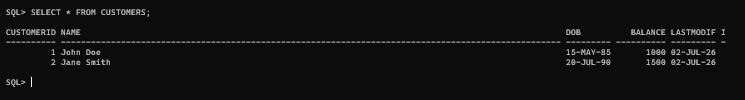 SQL> SELECT * FROM CUSTOMERS;
CUSTOMERID NAME DOB BALANCE LASTMODIF I
---------- ---------------------------------------------------------------------------------------------------- --------- ---------- --------- -
1 John Doe 15-MAY-85 1000 02-JUL-26
2 Jane Smith 20-JUL-90 1500 02-JUL-26
SQL>